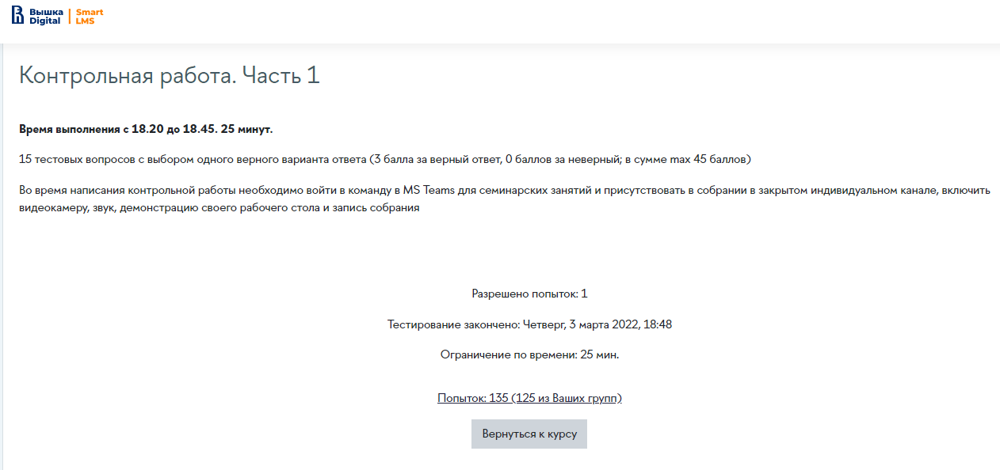 Вышка Digital | Smart LMS
Контрольная работа. Часть 1
Время выполнения с 18.20 до 18.45. 25 минут.
15 тестовых вопросов с выбором одного верного варианта ответа (3 балла за верный ответ, 0 баллов за неверный; в сумме max 45 баллов)
Во время написания контрольной работы необходимо войти в команду в MS Teams для семинарских занятий и присутствовать в собрании в закрытом индивидуальном канале, включить
видеокамеру, звук, демонстрацию своего рабочего стола и запись собрания
Разрешено попыток: 1
Тестирование закончено: Четверг, 3 марта 2022, 18:48
Ограничение по времени: 25 мин.
Попыток: 135 (125 из Ваших групп)
Вернуться к курсу